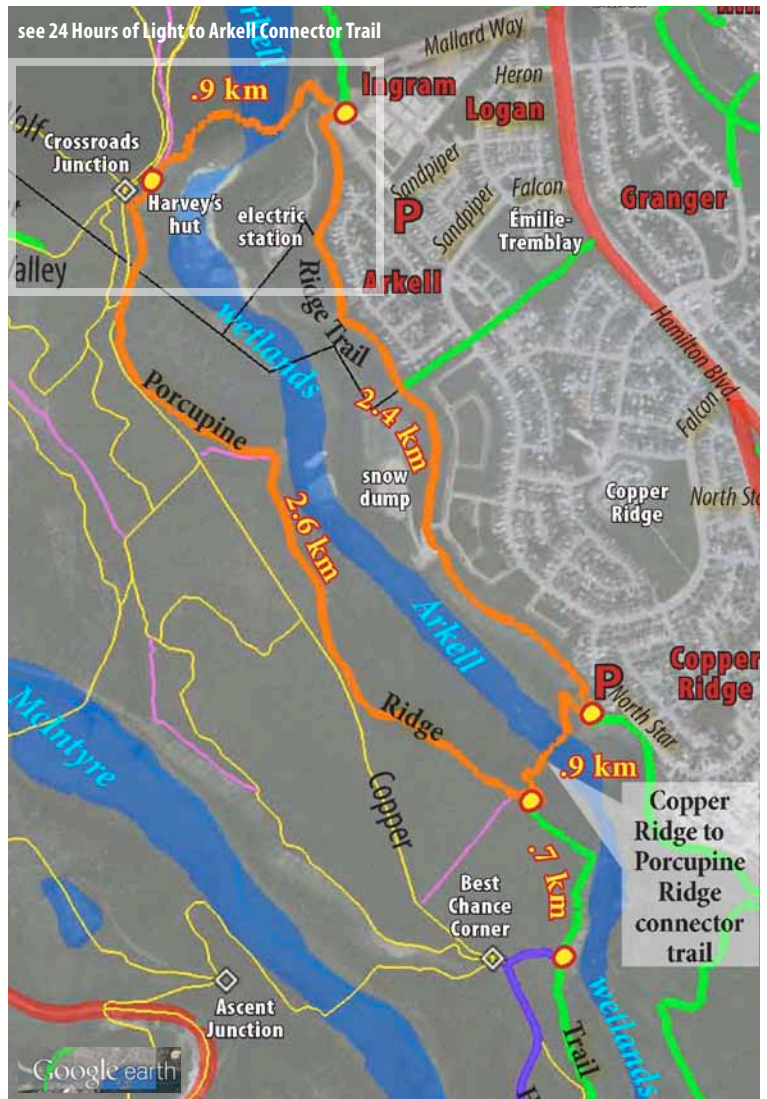 see 24 Hours of Light to Arkell Connector Trail
Mallard Way
.9 km
Ingram
Heron
Logan
Crossroads
Junction
Sandpiper
Falcon
Granger
Harvey's
hut
electric
station
P
Sandpiper
Émilie-
Tremblay
alley
Arkell
Ridge Trail
wetlands
Hamilton Blvd.
Porcupine
2.4 km
Falcon
snow
dump
Copper
Ridge
North Sta
2.6 km
Arkell
Copper
Ridge
P
North Star
McIntyre
Ridge
.9 km
Copper
Copper
Ridge to
Porcupine
Ridge
connector
trail
.7 km
Best
Chance
Corner
Ascent
Junction
wetlands
Trail
Google earth